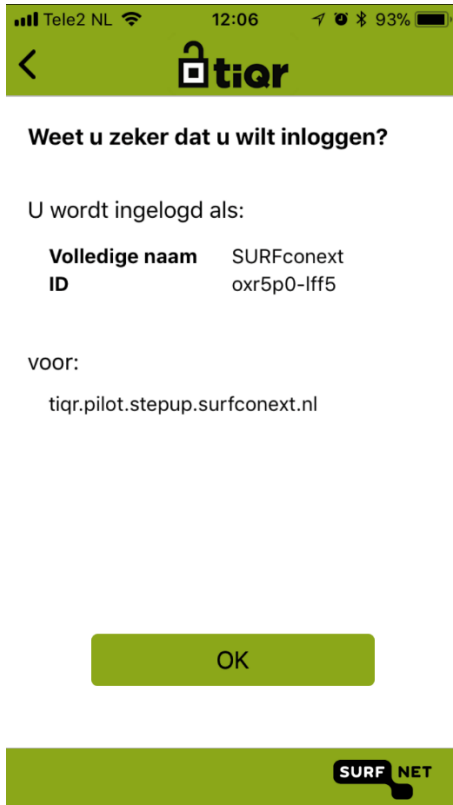 Tele2 NL 12:06 93%
tiqr
Weet u zeker dat u wilt inloggen?
U wordt ingelogd als:
Volledige naam SURFconext
ID oxr5p0-lff5
voor:
tiqr.pilot.stepup.surfconext.nl
OK
SURF NET